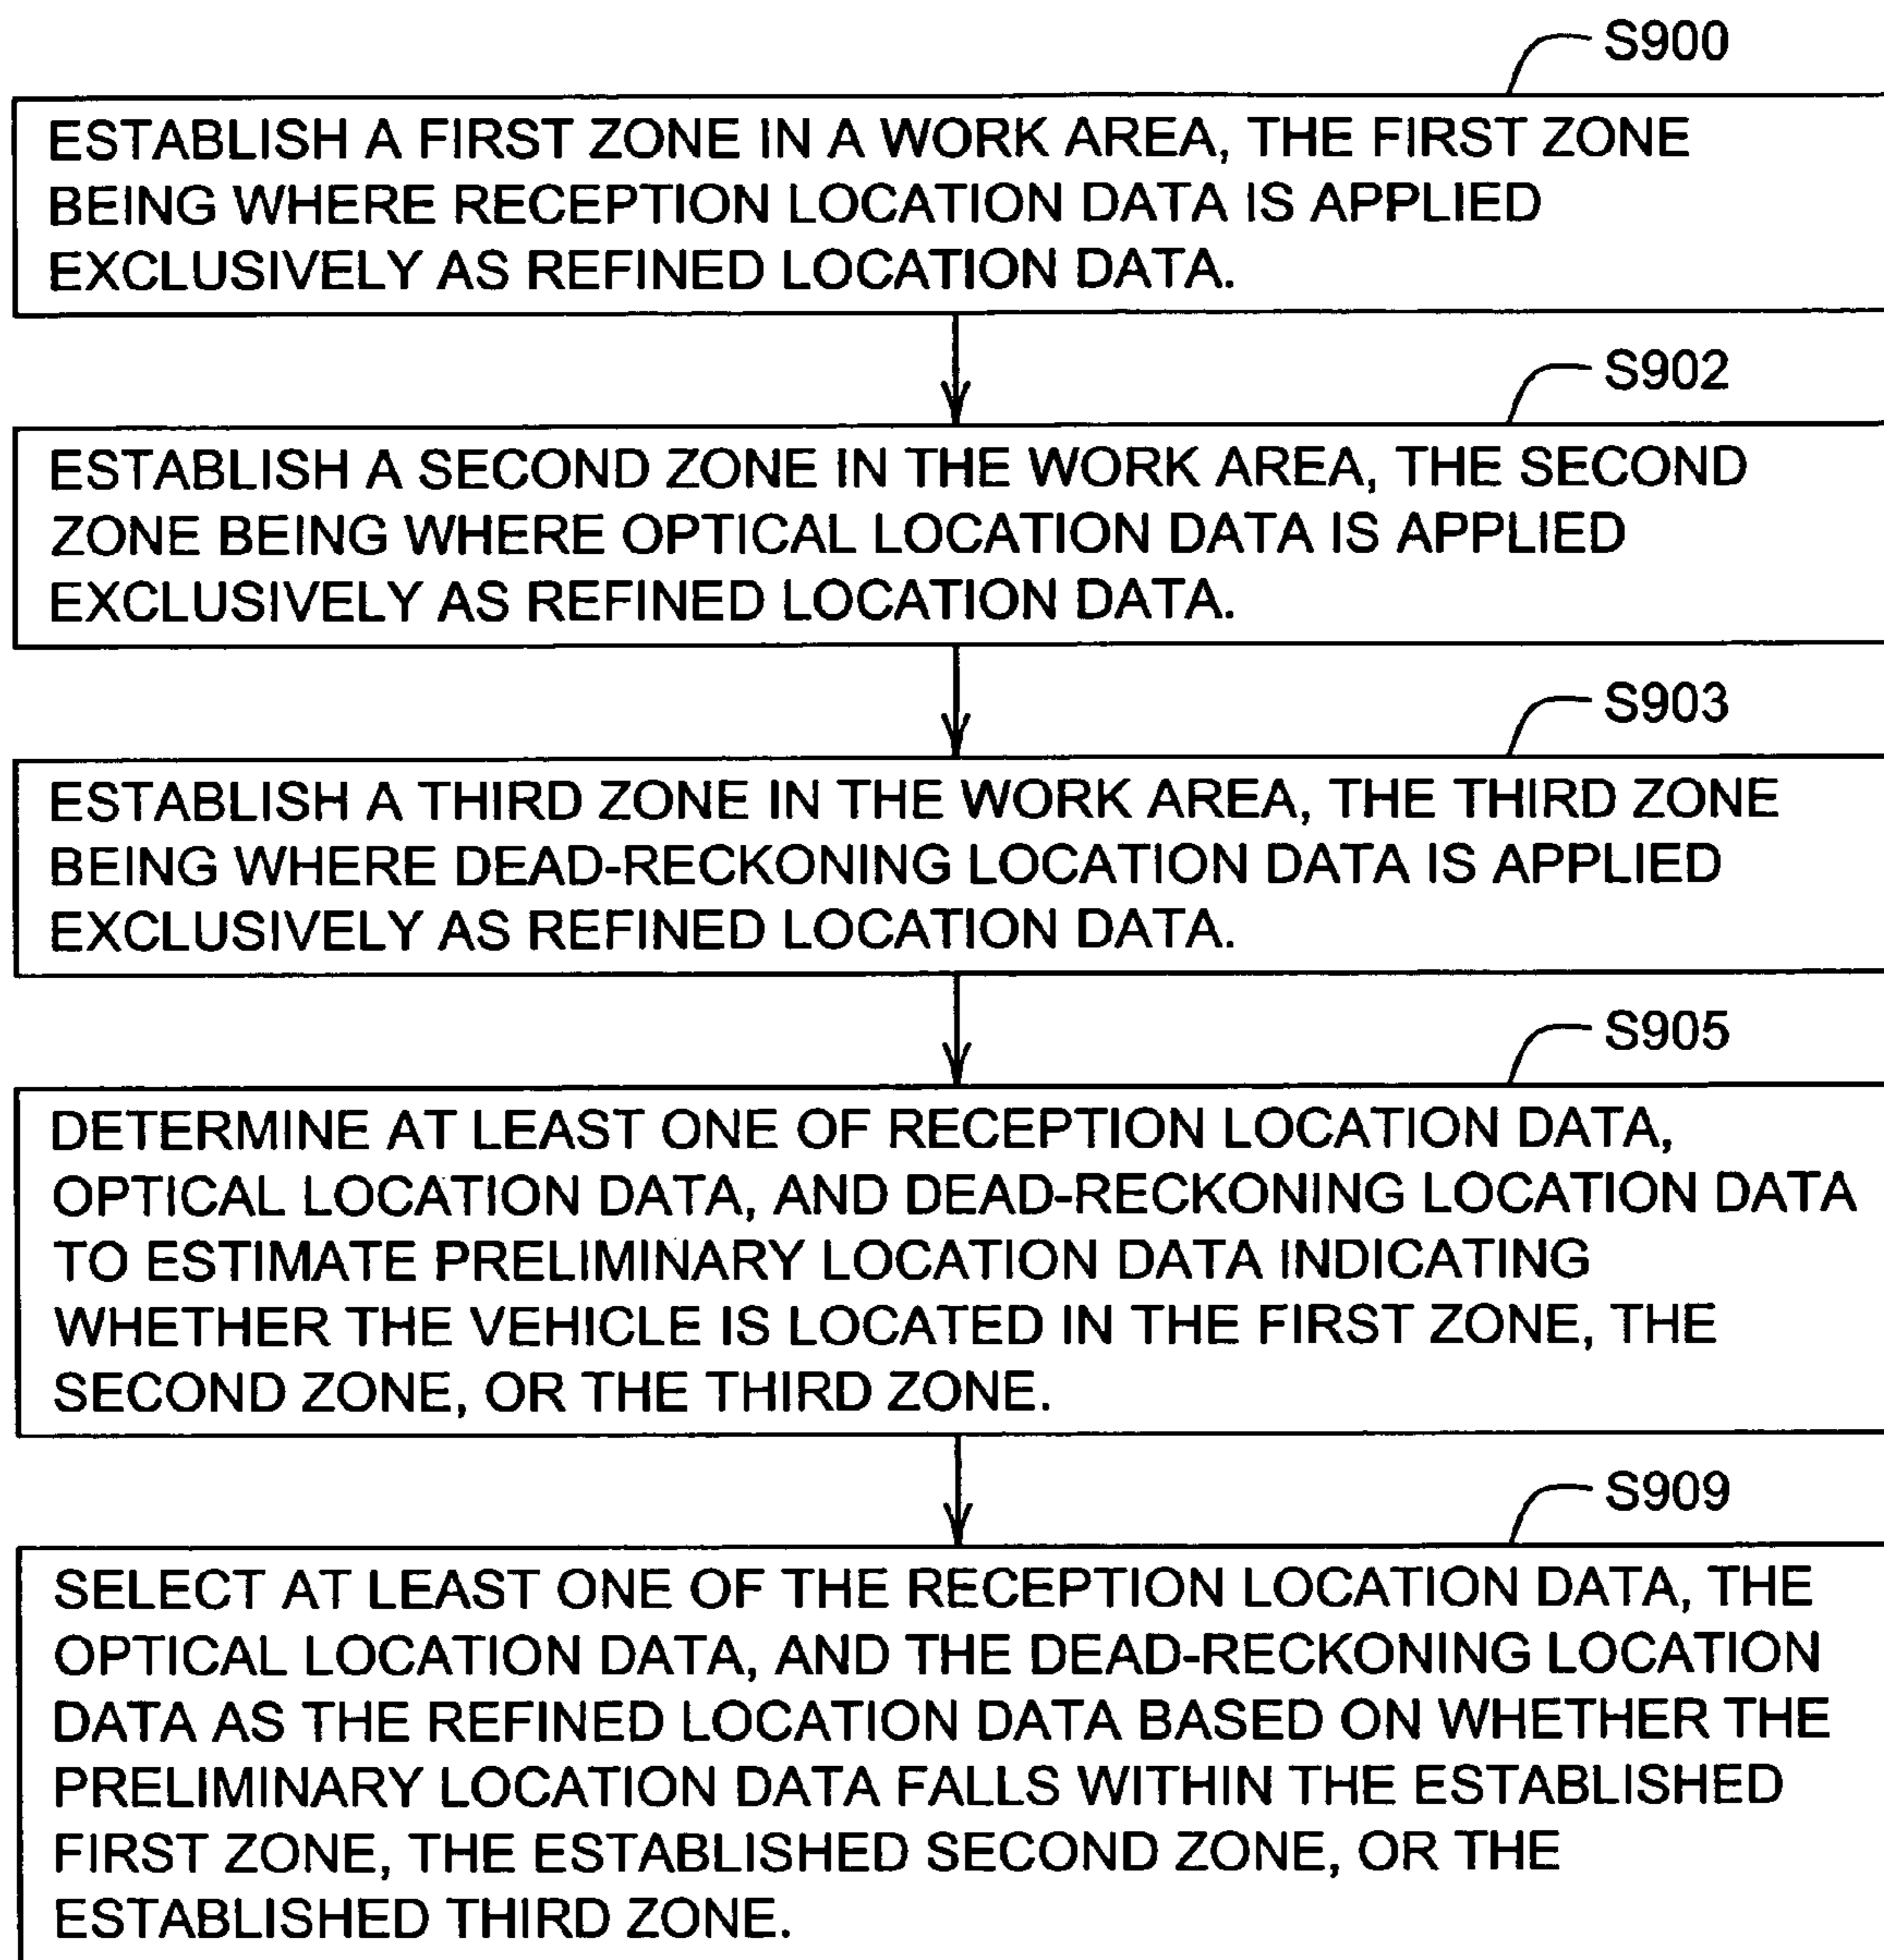 S900
ESTABLISH A FIRST ZONE IN A WORK AREA, THE FIRST ZONE
BEING WHERE RECEPTION LOCATION DATA IS APPLIED
EXCLUSIVELY AS REFINED LOCATION DATA.
S902
ESTABLISH A SECOND ZONE IN THE WORK AREA, THE SECOND
ZONE BEING WHERE OPTICAL LOCATION DATA IS APPLIED
EXCLUSIVELY AS REFINED LOCATION DATA.
S903
ESTABLISH A THIRD ZONE IN THE WORK AREA, THE THIRD ZONE
BEING WHERE DEAD-RECKONING LOCATION DATA IS APPLIED
EXCLUSIVELY AS REFINED LOCATION DATA.
S905
DETERMINE AT LEAST ONE OF RECEPTION LOCATION DATA,
OPTICAL LOCATION DATA, AND DEAD-RECKONING LOCATION DATA
TO ESTIMATE PRELIMINARY LOCATION DATA INDICATING
WHETHER THE VEHICLE IS LOCATED IN THE FIRST ZONE, THE
SECOND ZONE, OR THE THIRD ZONE.
S909
SELECT AT LEAST ONE OF THE RECEPTION LOCATION DATA, THE
OPTICAL LOCATION DATA, AND THE DEAD-RECKONING LOCATION
DATA AS THE REFINED LOCATION DATA BASED ON WHETHER THE
PRELIMINARY LOCATION DATA FALLS WITHIN THE ESTABLISHED
FIRST ZONE, THE ESTABLISHED SECOND ZONE, OR THE
ESTABLISHED THIRD ZONE.